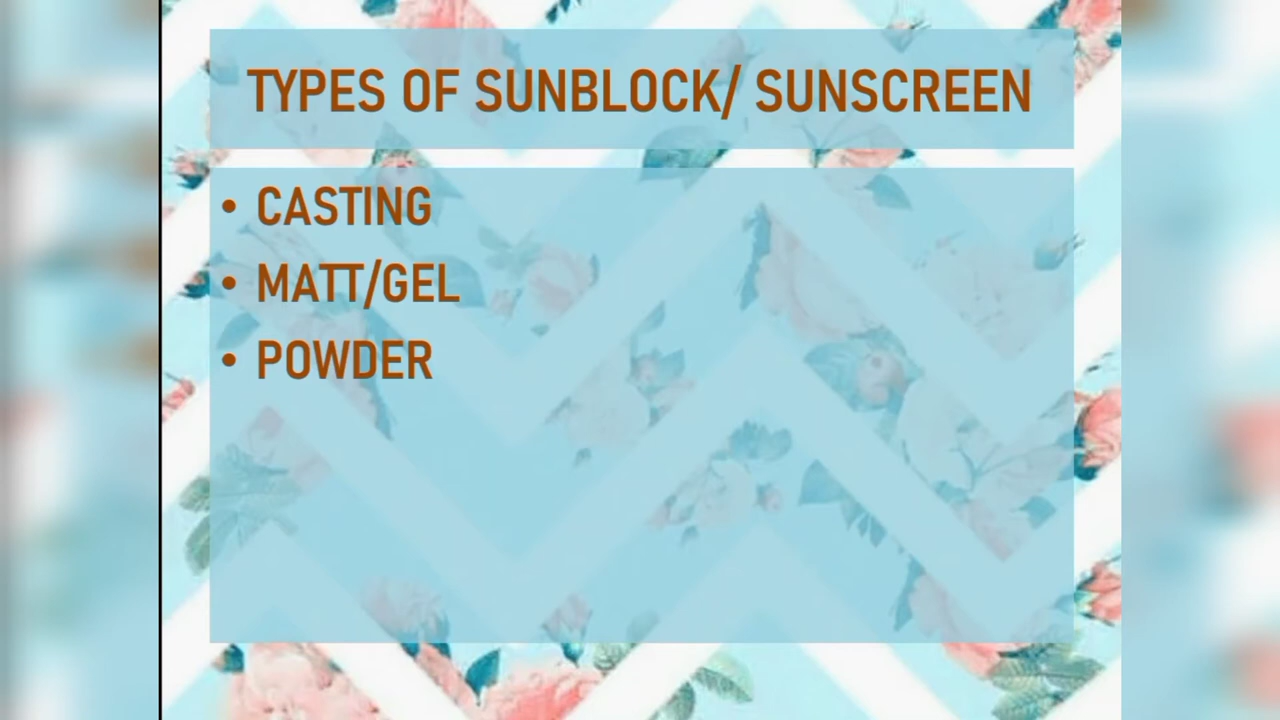 TYPES OF SUNBLOCK/ SUNSCREEN
• CASTING
• MATT/GEL
• POWDER